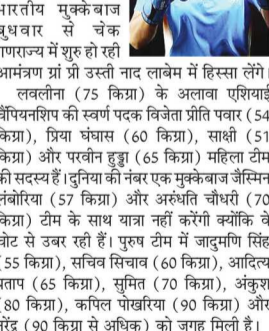 भारतीय मुक्केबाज
बुधवार से चेक
गणराज्य में शुरु हो रही
आमंत्रण ग्रां प्री उस्ती नाद लाबेम में हिस्सा लेंगे।
लवलीना (75 किग्रा) के अलावा एशियाई
चैंपियनशिप की स्वर्ण पदक विजेता प्रीति पवार (54
किग्रा), प्रिया घंघास (60 किग्रा), साक्षी (51
किग्रा) और परवीन हुड्डा (65 किग्रा) महिला टीम
की सदस्य हैं। दुनिया की नंबर एक मुक्केबाज जैस्मिन
लंबोरिया (57 किग्रा) और अरुंधति चौधरी (70
किग्रा) टीम के साथ यात्रा नहीं करेंगी क्योंकि वे
चोट से उबर रही हैं। पुरुष टीम में जादुमणि सिंह
(55 किग्रा), सचिव सिचाव (60 किग्रा), आदित्य
प्रताप (65 किग्रा), सुमित (70 किग्रा), अंकुश
(80 किग्रा), कपिल पोखरिया (90 किग्रा) और
नरेंद्र (90 किग्रा से अधिक) को जगह मिली है।